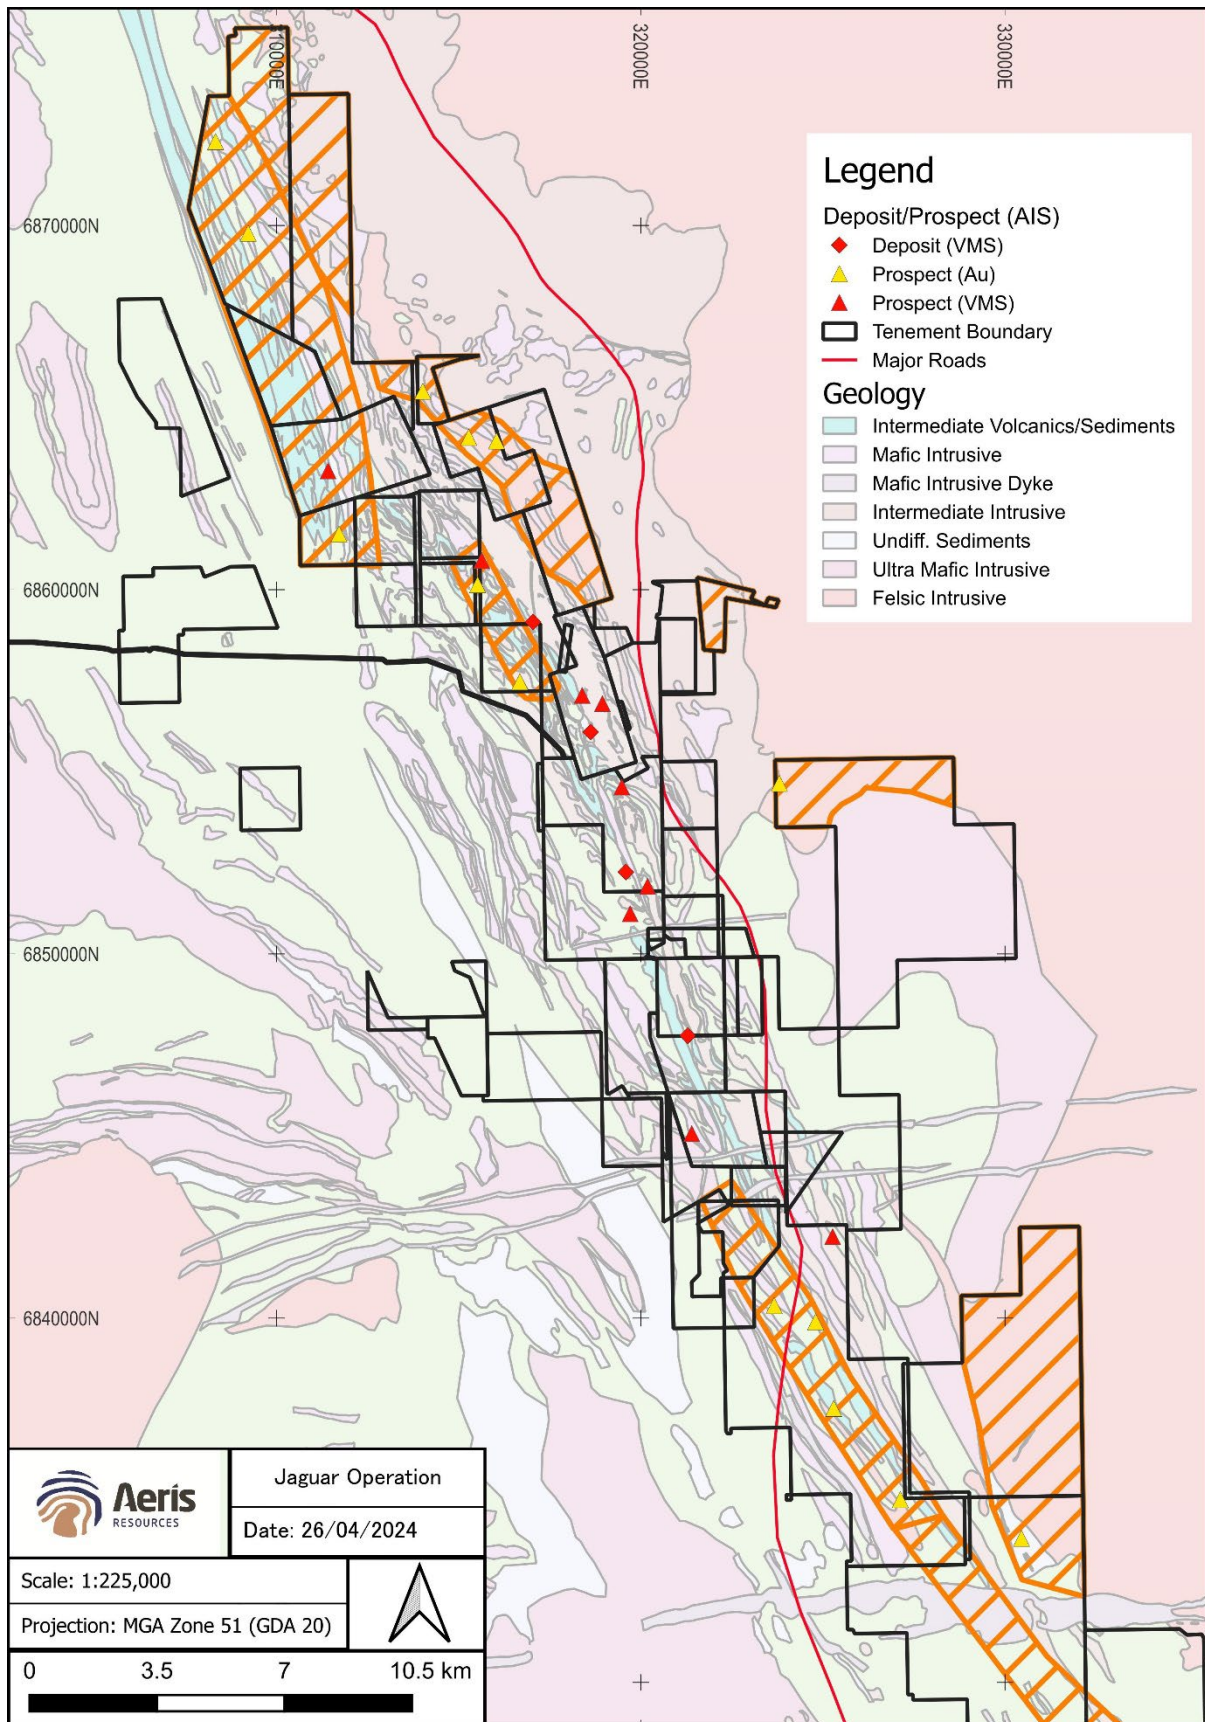 310000E
320000E
330000E
6870000N
6860000N
6850000N
6840000N
Legend
Deposit/Prospect (AIS)
Deposit (VMS)
Prospect (Au)
Prospect (VMS)
Tenement Boundary
Major Roads
Geology
Intermediate Volcanics/Sediments
Mafic Intrusive
Mafic Intrusive Dyke
Intermediate Intrusive
Undiff. Sediments
Ultra Mafic Intrusive
Felsic Intrusive
Aeris
RESOURCES
Jaguar Operation
Date: 26/04/2024
Scale: 1:225,000
Projection: MGA Zone 51 (GDA 20)
0 3.5 7 10.5 km